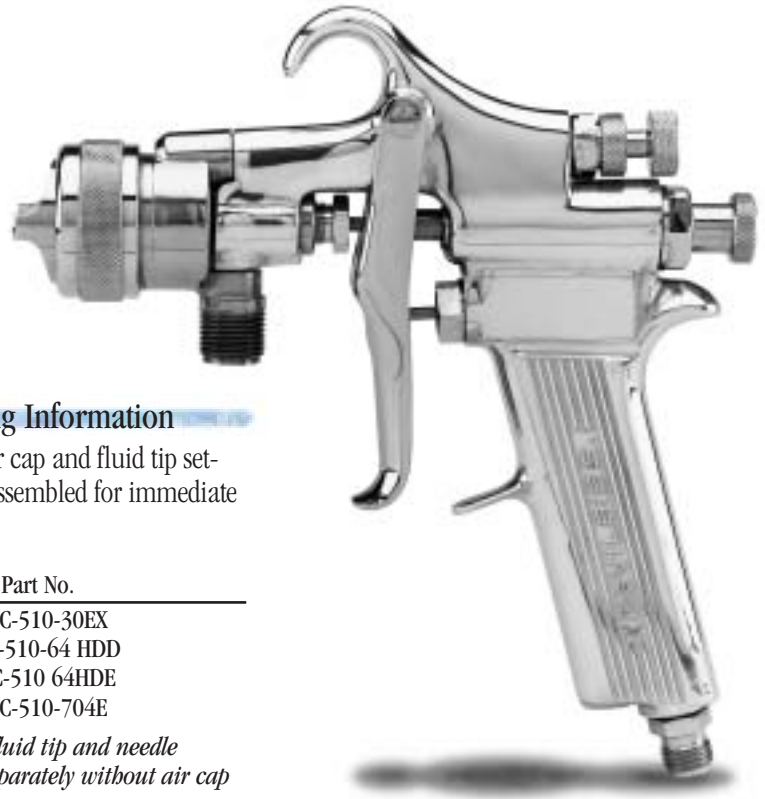 g Information
r cap and fluid tip set-
ssembled for immediate
Part No.
C-510-30EX
-510-64 HDD
C-510 64HDE
C-510-704E
luid tip and needle
parately without air cap
DEVILBISS